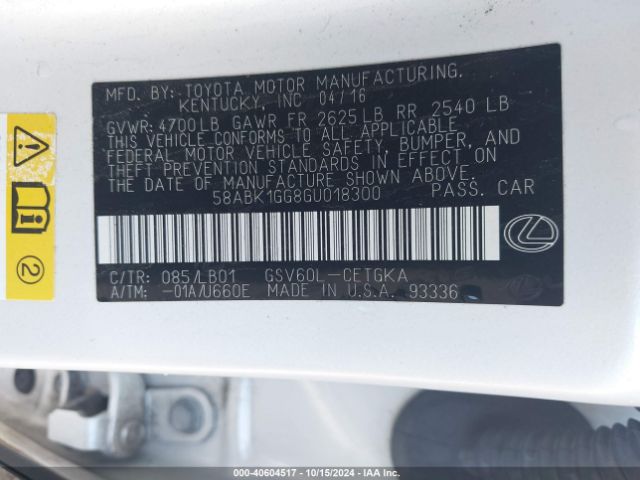 MFD. BY: TOYOTA MOTOR MANUFACTURING,
KENTUCKY, INC 04/16
GVWR: 4700LB GAWR FR 2625LB RR 2540 LB
THIS VEHICLE CONFORMS TO ALL APPLICABLE
FEDERAL MOTOR VEHICLE SAFETY, BUMPER, AND
THEFT PREVENTION STANDARDS IN EFFECT ON
THE DATE OF MANUFACTURE SHOWN ABOVE.
58ABK1GG8GU018300 PASS. CAR
C/TR: 085/LB01 GSV60L-CETGKA
A/TM: -01A/U660E MADE IN U.S.A. 93336
2
000-40604517 - 10/15/2024 - IAA Inc.